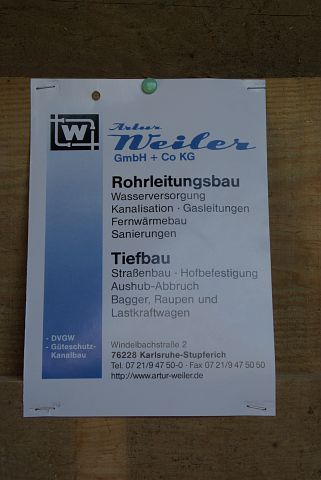 W
Artur
Weiler
GmbH + Co KG
Rohrleitungsbau
Wasserversorgung
Kanalisation · Gasleitungen
Fernwärmebau
Sanierungen
Tiefbau
Straßenbau · Hofbefestigung
Aushub-Abbruch
Bagger, Raupen und
Lastkraftwagen
- DVGW
- Güteschutz-
Kanalbau
Windelbachstraße 2
76228 Karlsruhe-Stupferich
Tel. 07 21/9 47 50-0 · Fax 07 21/9 47 50 50
http://www.artur-weiler.de